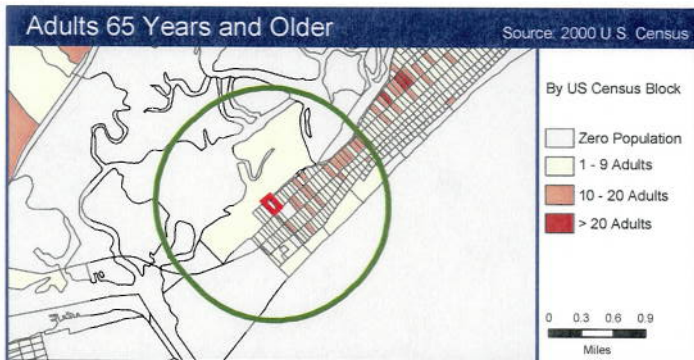 Adults 65 Years and Older
Source: 2000 U.S. Census
By US Census Block
Zero Population
1 - 9 Adults
10 - 20 Adults
> 20 Adults
0 0.3 0.6 0.9
Miles